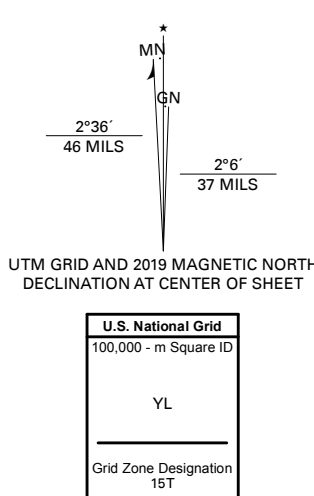 MN
GN
2°36´
46 MILS
2°6´
37 MILS
UTM GRID AND 2019 MAGNETIC NORTH
DECLINATION AT CENTER OF SHEET
U.S. National Grid
100,000 - m Square ID
YL
Grid Zone Designation
15T